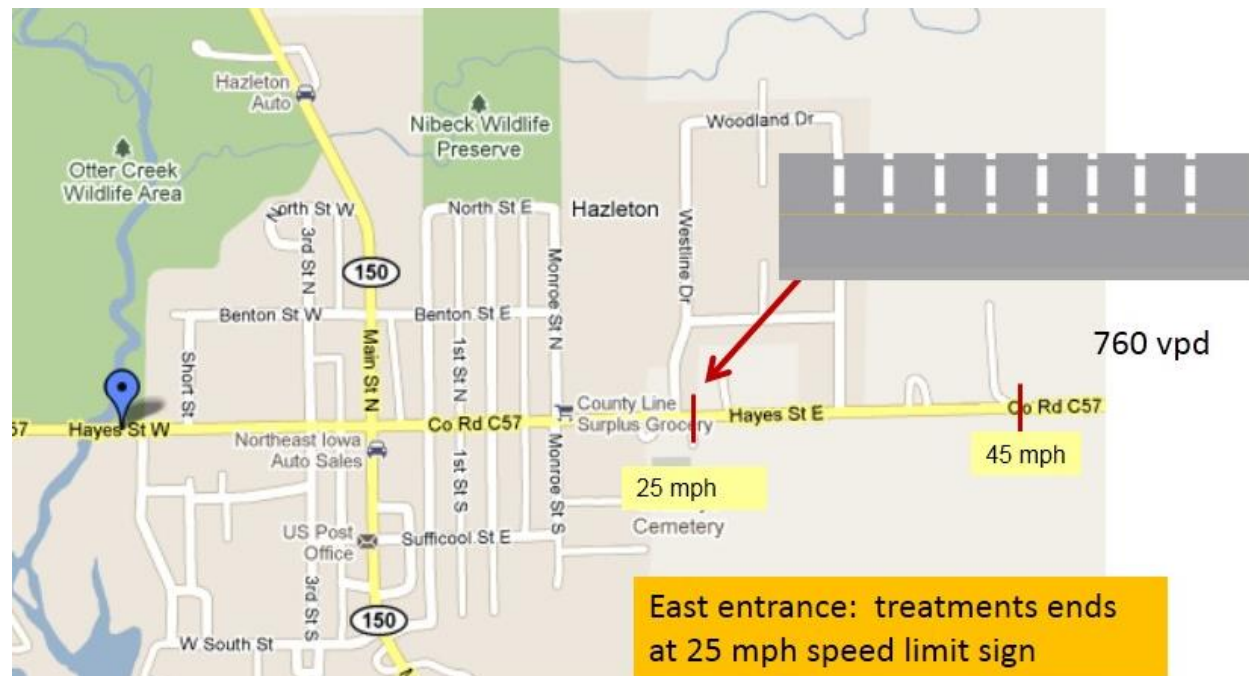 Hazleton
Auto
Nibeck Wildlife
Preserve
Woodland Dr
Otter Creek
Wildlife Area
North St W
North St E
Hazleton
3rd St N
Monroe St N
Westline Dr
150
Benton St W
Benton St E
760 vpd
Short St
Main St N
1st St N
County Line
Surplus Grocery
Hayes St E
Co Rd C57
57
Hayes St W
Co Rd C57
Northeast Iowa
Auto Sales
45 mph
25 mph
1st St S
Monroe St S
Cemetery
US Post
Office
Sufficool St E
3rd St S
150
W South St
East entrance: treatments ends
at 25 mph speed limit sign